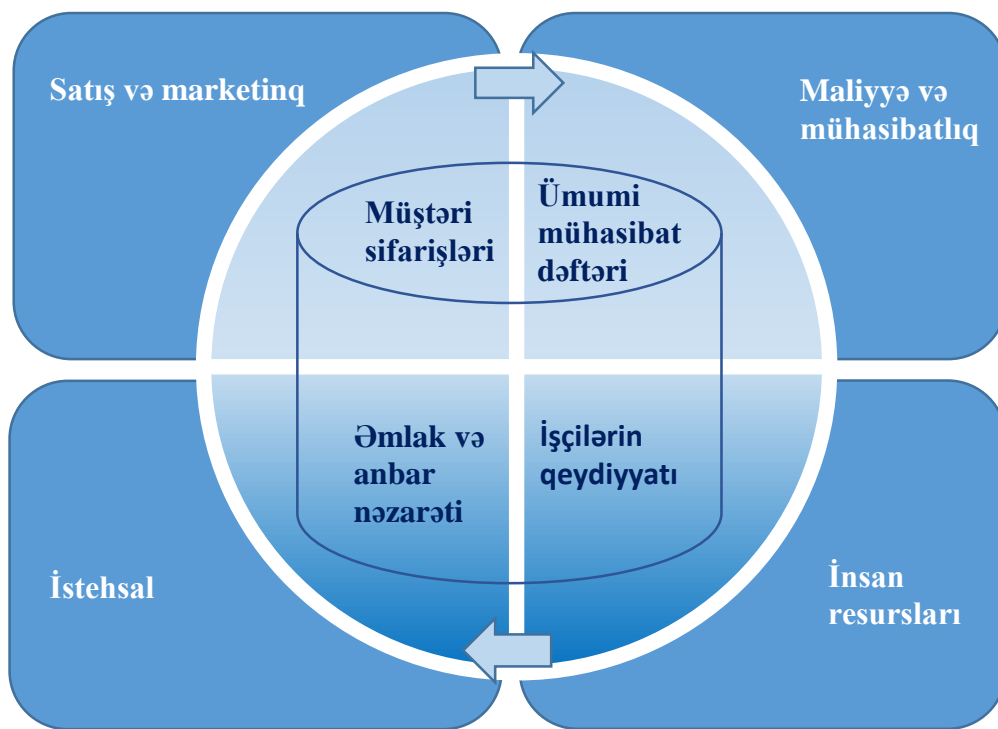 Satış və marketinq
Maliyyə və
mühasibatlıq
Müştəri
sifarişləri
Ümumi
mühasibat
dəftəri
Əmlak və
anbar
nəzarəti
İşçilərin
qeydiyyatı
İstehsal
İnsan
resursları